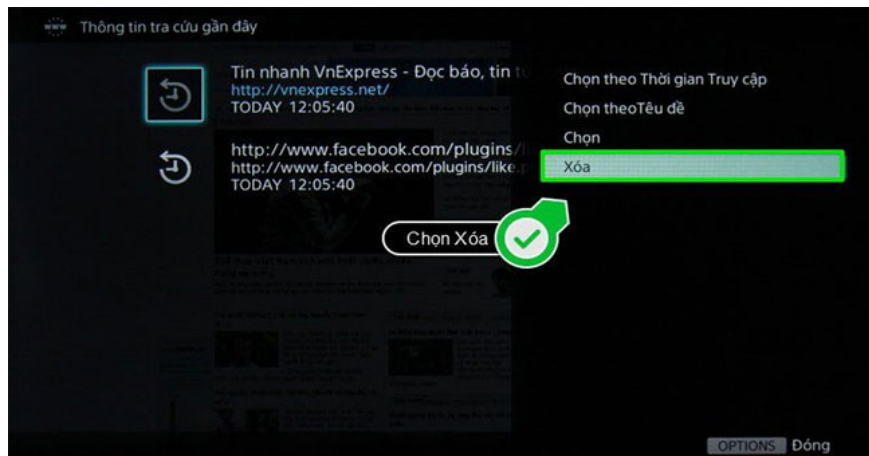 Thông tin tra cứu gần đây
Tin nhanh VnExpress - Đọc báo, tin tứ
http://vnexpress.net/
TODAY 12:05:40
http://www.facebook.com/plugins/li
http://www.facebook.com/plugins/like.p
TODAY 12:05:40
Chọn theo Thời gian Truy cập
Chọn theoTêu đề
Chọn
Xóa
Chọn Xóa
OPTIONS Đóng